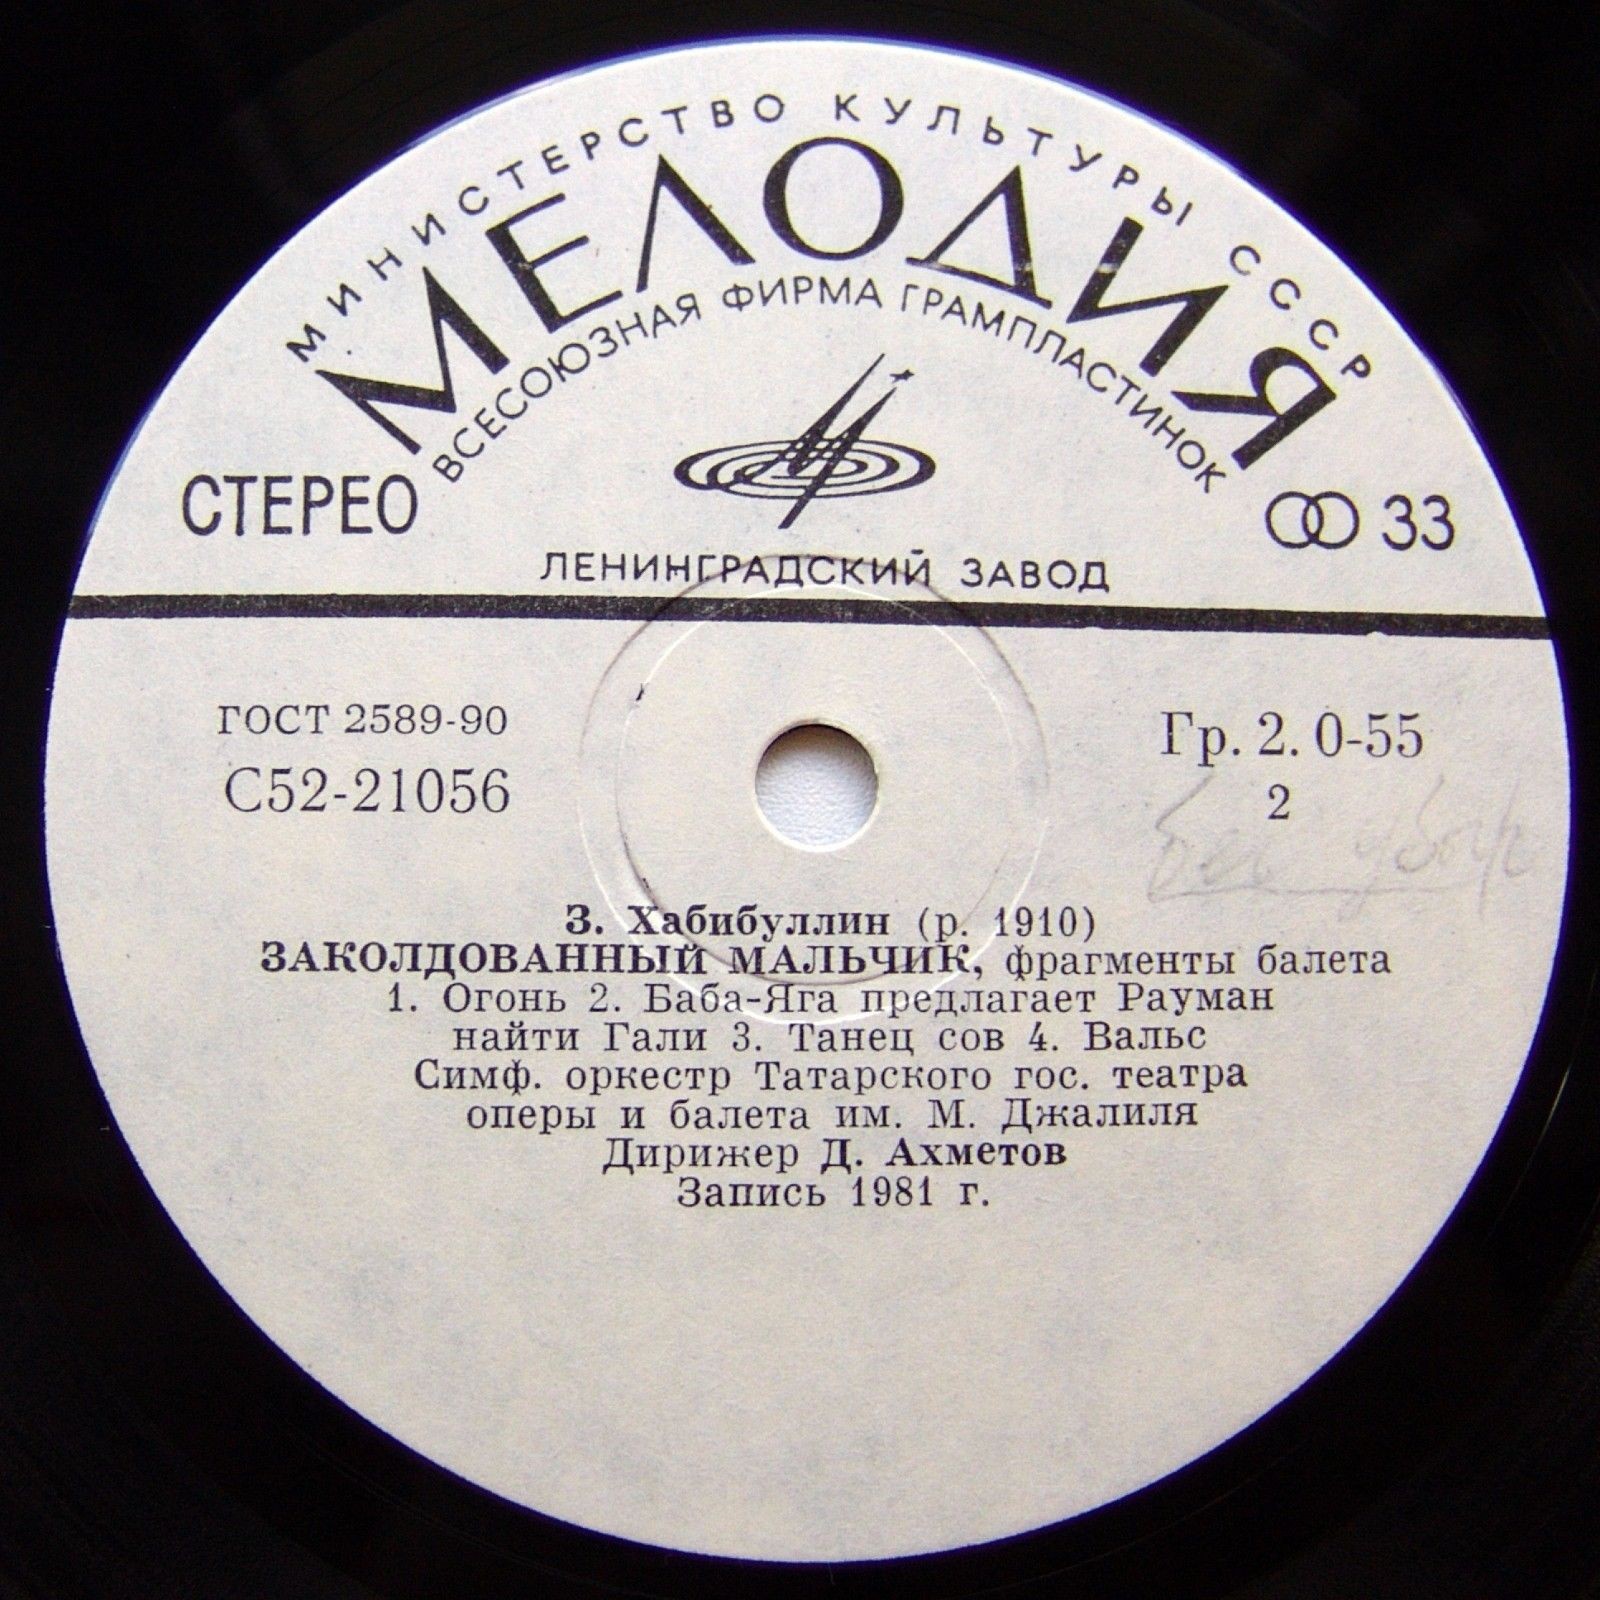 МИНИСТЕРСТВО КУЛЬТУРЫ СССР
МЕЛОДИЯ
ВСЕСОЮЗНАЯ ФИРМА ГРАМПЛАСТИНОК
СТЕРЕО
33
ЛЕНИНГРАДСКИЙ ЗАВОД
ГОСТ 2589-90
Гр. 2. 0-55
С52-21056
2
З. Хабибуллин (р. 1910)
ЗАКОЛДОВАННЫЙ МАЛЬЧИК, фрагменты балета
1. Огонь 2. Баба-Яга предлагает Рауман
найти Гали 3. Танец сов 4. Вальс
Симф. оркестр Татарского гос. театра
оперы и балета им. М. Джалиля
Дирижер Д. Ахметов
Запись 1981 г.